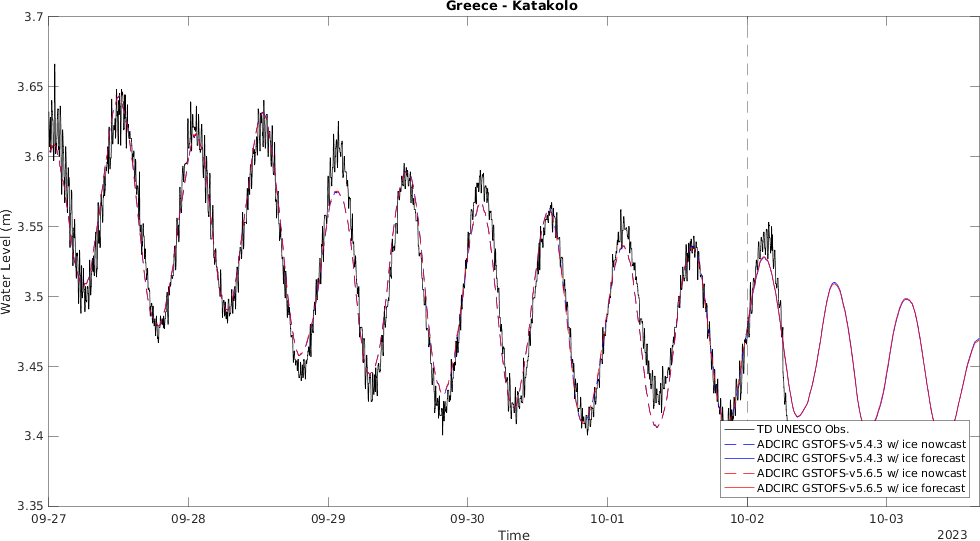 Greece - Katakolo
3.7
3.65
3.6
3.55
3.5
3.45
3.4
3.35
Water Level (m)
09-27
09-28
09-29
09-30
10-01
10-02
10-03
Time
2023
TD UNESCO Obs.
ADCIRC GSTOFS-v5.4.3 w/ ice nowcast
ADCIRC GSTOFS-v5.4.3 w/ ice forecast
ADCIRC GSTOFS-v5.6.5 w/ ice nowcast
ADCIRC GSTOFS-v5.6.5 w/ ice forecast